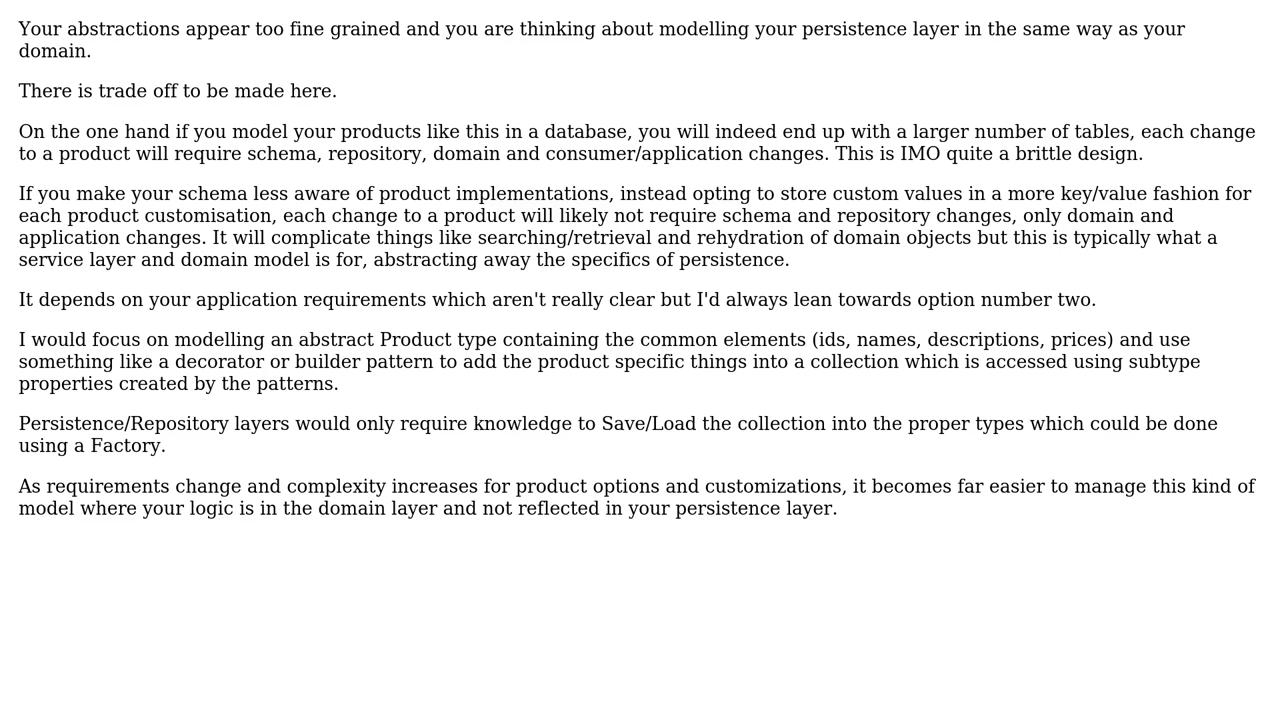 Your abstractions appear too fine grained and you are thinking about modelling your persistence layer in the same way as your
domain.
There is trade off to be made here.
On the one hand if you model your products like this in a database, you will indeed end up with a larger number of tables, each change
to a product will require schema, repository, domain and consumer/application changes. This is IMO quite a brittle design.
If you make your schema less aware of product implementations, instead opting to store custom values in a more key/value fashion for
each product customisation, each change to a product will likely not require schema and repository changes, only domain and
application changes. It will complicate things like searching/retrieval and rehydration of domain objects but this is typically what a
service layer and domain model is for, abstracting away the specifics of persistence.
It depends on your application requirements which aren't really clear but I'd always lean towards option number two.
I would focus on modelling an abstract Product type containing the common elements (ids, names, descriptions, prices) and use
something like a decorator or builder pattern to add the product specific things into a collection which is accessed using subtype
properties created by the patterns.
Persistence/Repository layers would only require knowledge to Save/Load the collection into the proper types which could be done
using a Factory.
As requirements change and complexity increases for product options and customizations, it becomes far easier to manage this kind of
model where your logic is in the domain layer and not reflected in your persistence layer.